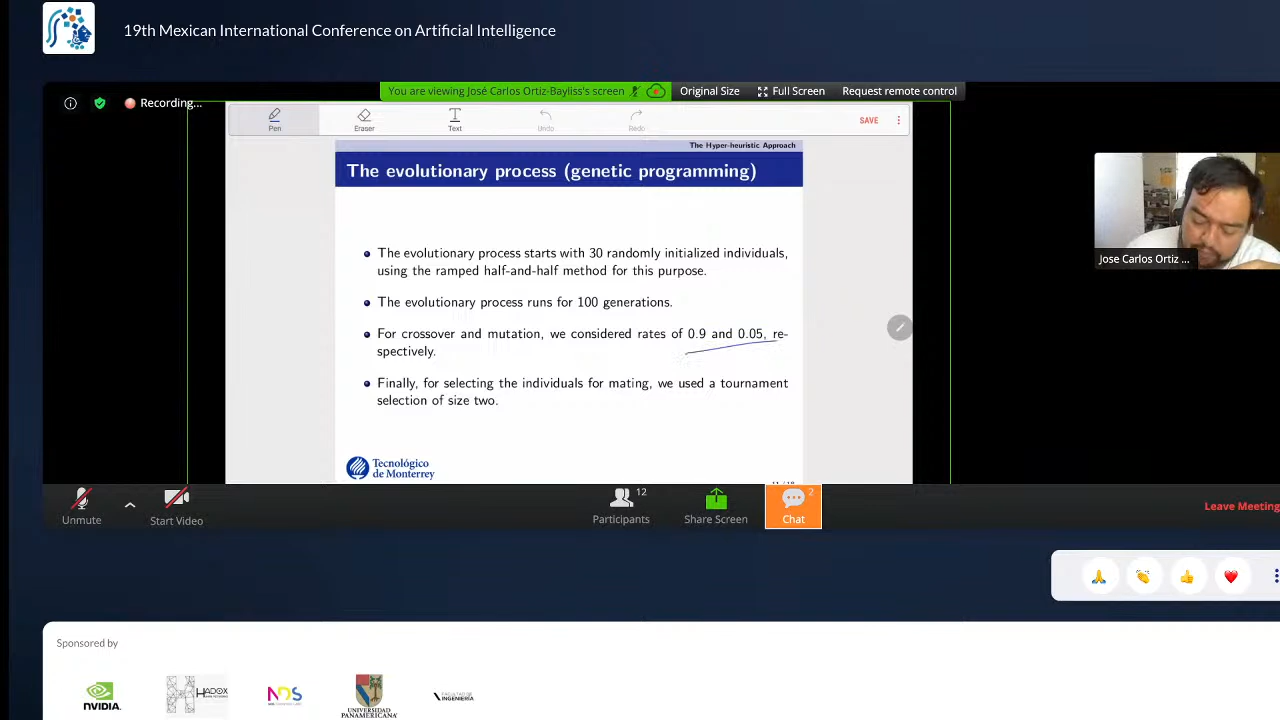 19th Mexican International Conference on Artificial Intelligence
You are viewing José Carlos Ortiz-Bayliss's screen
Original Size
Full Screen
Request remote control
Recording...
Pen
Eraser
Text
Undo
Redo
SAVE
The Hyper-heuristic Approach
The evolutionary process (genetic programming)
The evolutionary process starts with 30 randomly initialized individuals,
using the ramped half-and-half method for this purpose.
The evolutionary process runs for 100 generations.
For crossover and mutation, we considered rates of 0.9 and 0.05, re-
spectively.
Finally, for selecting the individuals for mating, we used a tournament
selection of size two.
Tecnológico
de Monterrey
Jose Carlos Ortiz ...
Unmute
Start Video
12
Participants
Share Screen
2
Chat
Leave Meeting
Sponsored by
NVIDIA.
HADOX
NDS
UNIVERSIDAD
PANAMERICANA
FACULTAD DE
INGENIERÍA